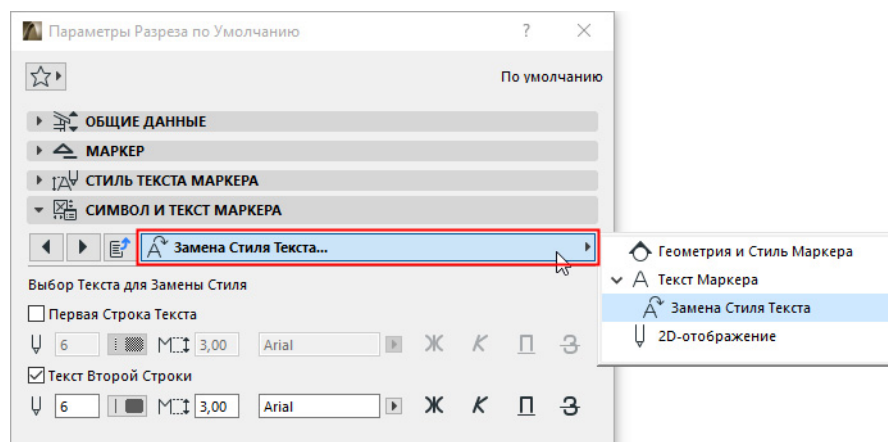 Параметры Разреза по Умолчанию ? ×
По умолчанию
ОБЩИЕ ДАННЫЕ
МАРКЕР
СТИЛЬ ТЕКСТА МАРКЕРА
СИМВОЛ И ТЕКСТ МАРКЕРА
Замена Стиля Текста...
Выбор Текста для Замены Стиля
Первая Строка Текста
6 3,00 Arial Ж К П З
Текст Второй Строки
6 3,00 Arial Ж К П З
Геометрия и Стиль Маркера
Текст Маркера
Замена Стиля Текста
2D-отображение